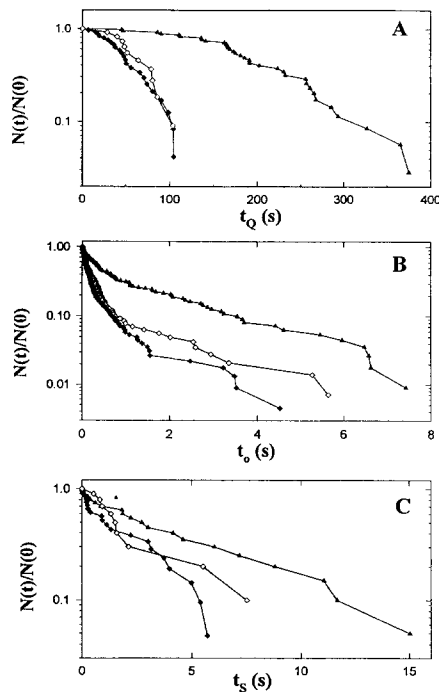 A
N(t)/N(0)
1.0
0.1
0 100 200 300 400
t_Q (s)
B
N(t)/N(0)
1.00
0.10
0.01
0 2 4 6 8
t_o (s)
C
N(t)/N(0)
1.0
0.1
0 5 10 15
t_S (s)